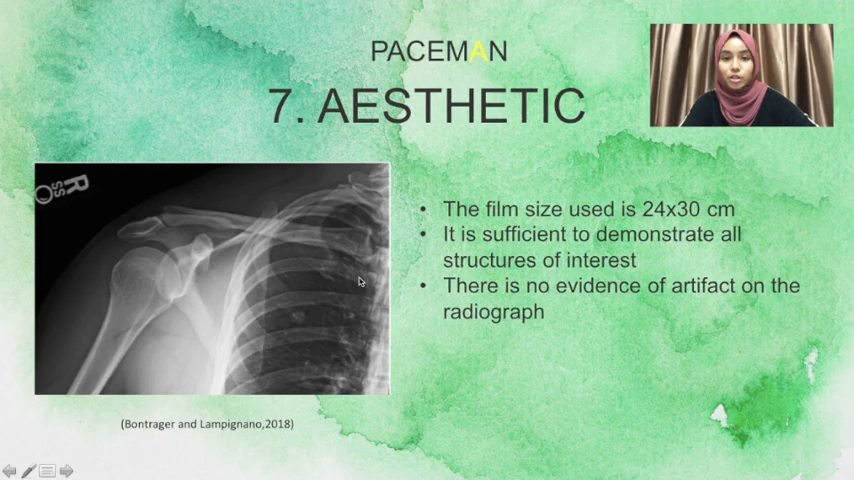 PACEMAN
7. AESTHETIC
R
SS
• The film size used is 24x30 cm
• It is sufficient to demonstrate all
structures of interest
• There is no evidence of artifact on the
radiograph
(Bontrager and Lampignano,2018)